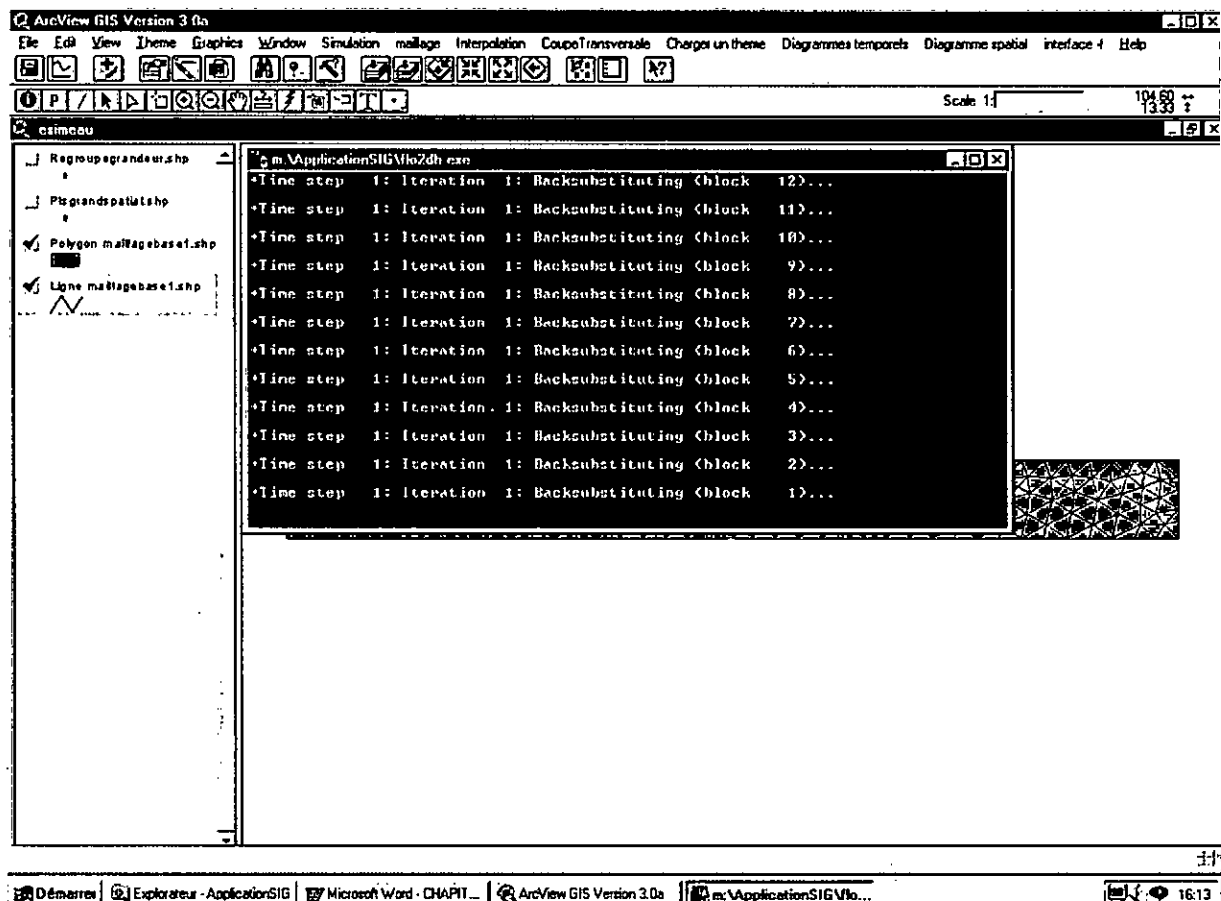 ArcView GIS Version 3.0a
File Edit View Theme Graphics Window Simulation maillage Interpolation CoupeTransversale Charger un theme Diagrammes temporels Diagramme spatial interface-f Help
Scale 1: 104.60
13.33
esimeau
Regroupegrandeur.shp
Ptsgrandspatial.shp
Polygon maillagebase1.shp
Ligne maillagebase1.shp
m:\ApplicationSIG\flo2dh.exe
+Time step 1: Iteration 1: Backsubstituting (block 12)...
+Time step 1: Iteration 1: Backsubstituting (block 11)...
+Time step 1: Iteration 1: Backsubstituting (block 10)...
+Time step 1: Iteration 1: Backsubstituting (block 9)...
+Time step 1: Iteration 1: Backsubstituting (block 8)...
+Time step 1: Iteration 1: Backsubstituting (block 7)...
+Time step 1: Iteration 1: Backsubstituting (block 6)...
+Time step 1: Iteration 1: Backsubstituting (block 5)...
+Time step 1: Iteration 1: Backsubstituting (block 4)...
+Time step 1: Iteration 1: Backsubstituting (block 3)...
+Time step 1: Iteration 1: Backsubstituting (block 2)...
+Time step 1: Iteration 1: Backsubstituting (block 1)...
Démarrer Explorateur - ApplicationSIG Microsoft Word - CHAPIT... ArcView GIS Version 3.0a m:\ApplicationSIG\flo... 16:13